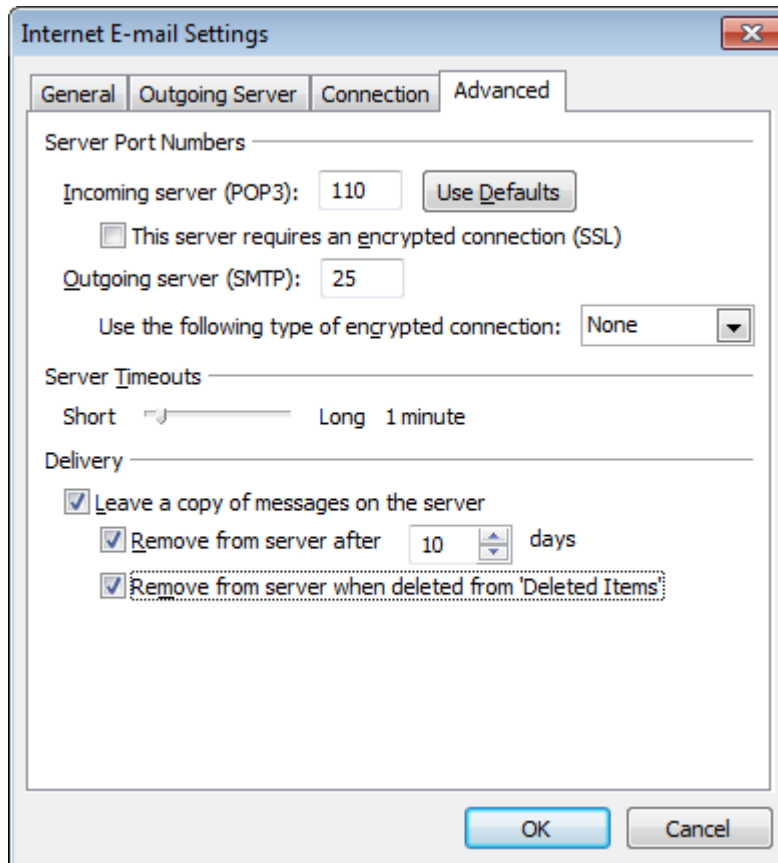 Internet E-mail Settings
General Outgoing Server Connection Advanced
Server Port Numbers
Incoming server (POP3): 110 Use Defaults
This server requires an encrypted connection (SSL)
Outgoing server (SMTP): 25
Use the following type of encrypted connection: None
Server Timeouts
Short Long 1 minute
Delivery
Leave a copy of messages on the server
Remove from server after 10 days
Remove from server when deleted from 'Deleted Items'
OK Cancel